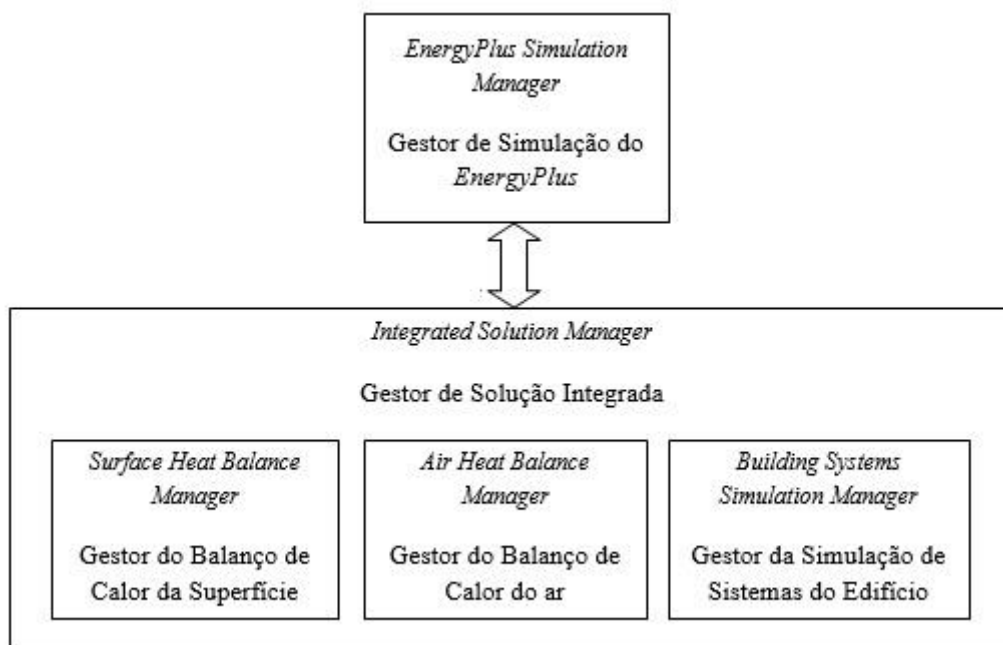 EnergyPlus Simulation
Manager
Gestor de Simulação do
EnergyPlus
Integrated Solution Manager
Gestor de Solução Integrada
Surface Heat Balance
Manager
Gestor do Balanço de
Calor da Superfície
Air Heat Balance
Manager
Gestor do Balanço de
Calor do ar
Building Systems
Simulation Manager
Gestor da Simulação de
Sistemas do Edifício